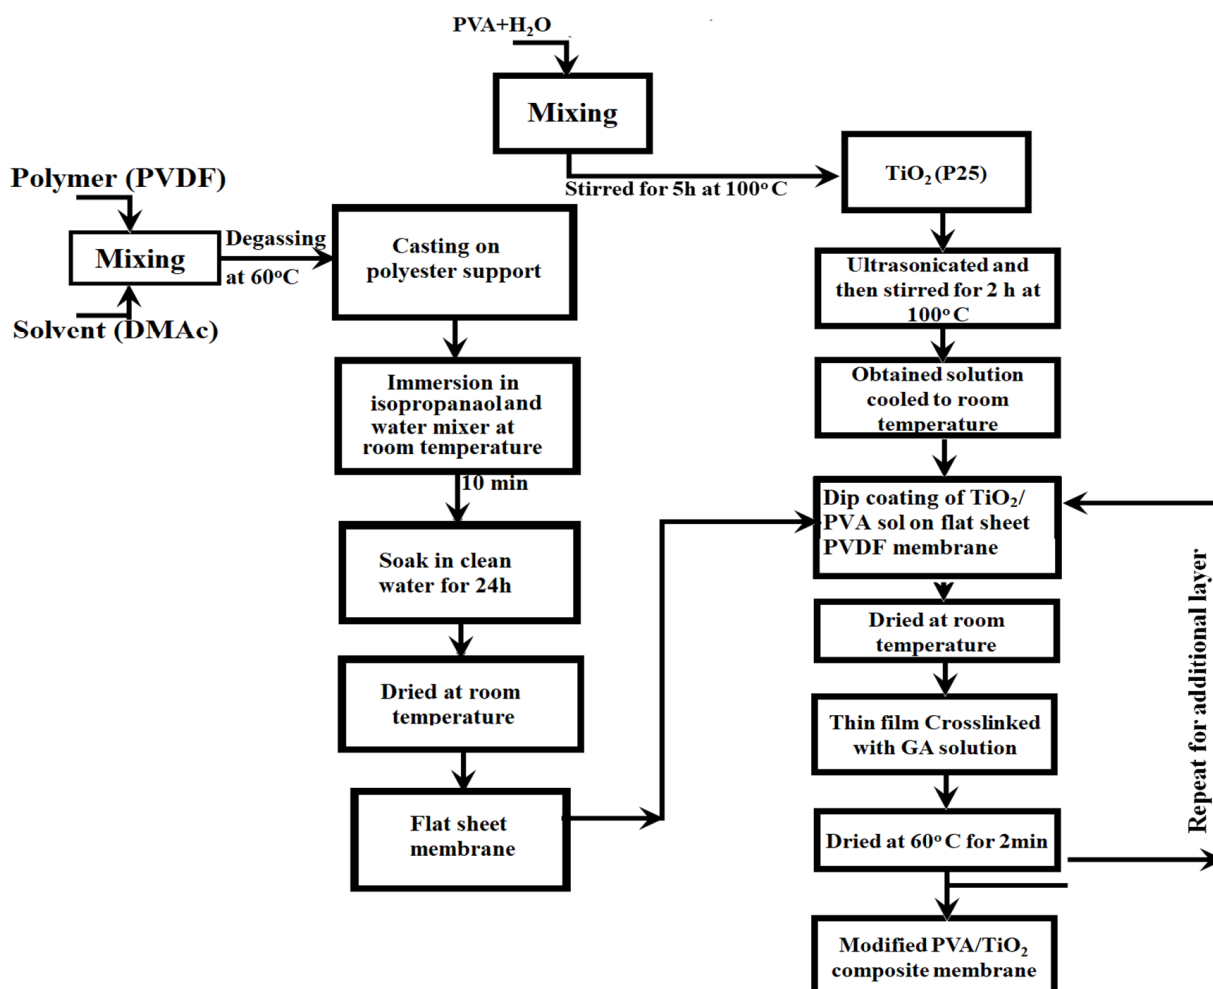 PVA+H₂O
Mixing
Stirred for 5h at 100°C
Polymer (PVDF)
Mixing
Solvent (DMAc)
Degassing
at 60°C
Casting on
polyester support
Immersion in
isopropanaol and
water mixer at
room temperature
10 min
Soak in clean
water for 24h
Dried at room
temperature
Flat sheet
membrane
TiO₂ (P25)
Ultrasonicated and
then stirred for 2 h at
100°C
Obtained solution
cooled to room
temperature
Dip coating of TiO₂/
PVA sol on flat sheet
PVDF membrane
Dried at room
temperature
Thin film Crosslinked
with GA solution
Dried at 60°C for 2min
Modified PVA/TiO₂
composite membrane
Repeat for additional layer